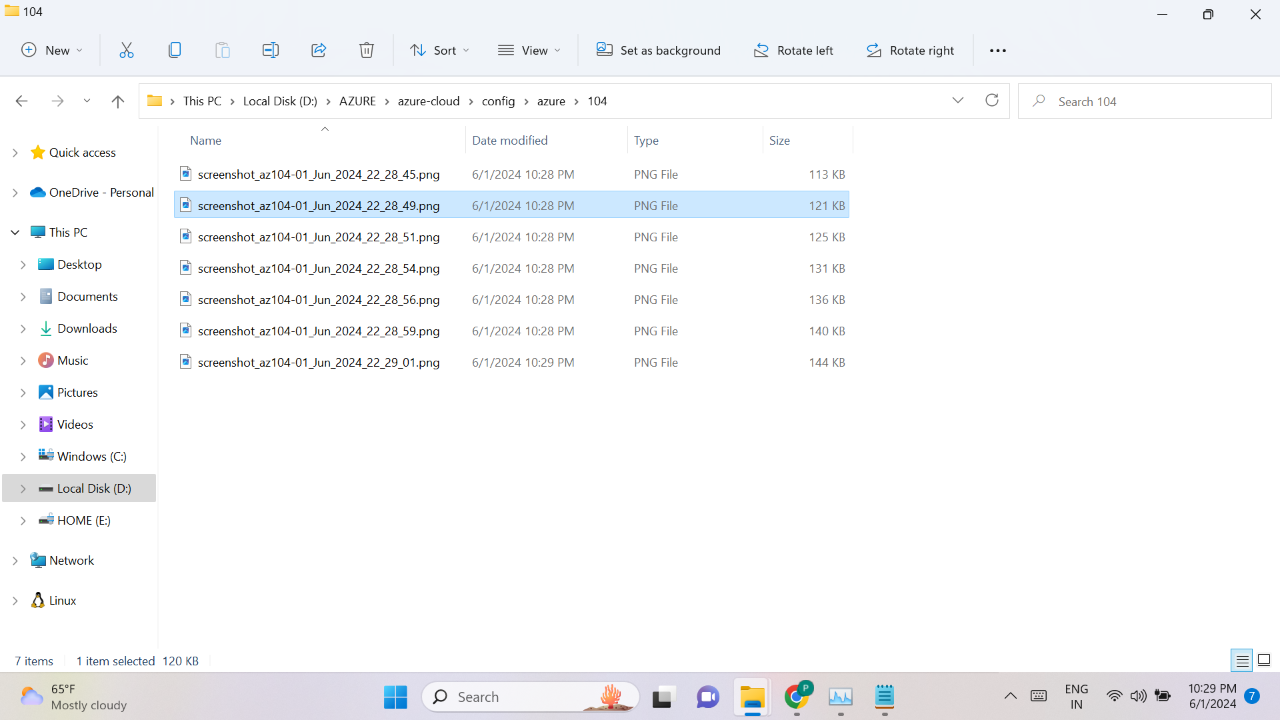 104
New
Sort
View
Set as background
Rotate left
Rotate right
This PC
Local Disk (D:)
AZURE
azure-cloud
config
azure
104
Search 104
Quick access
OneDrive - Personal
This PC
Desktop
Documents
Downloads
Music
Pictures
Videos
Windows (C:)
Local Disk (D:)
HOME (E:)
Network
Linux
Name Date modified Type Size
screenshot_az104-01_Jun_2024_22_28_45.png 6/1/2024 10:28 PM PNG File 113 KB
screenshot_az104-01_Jun_2024_22_28_49.png 6/1/2024 10:28 PM PNG File 121 KB
screenshot_az104-01_Jun_2024_22_28_51.png 6/1/2024 10:28 PM PNG File 125 KB
screenshot_az104-01_Jun_2024_22_28_54.png 6/1/2024 10:28 PM PNG File 131 KB
screenshot_az104-01_Jun_2024_22_28_56.png 6/1/2024 10:28 PM PNG File 136 KB
screenshot_az104-01_Jun_2024_22_28_59.png 6/1/2024 10:28 PM PNG File 140 KB
screenshot_az104-01_Jun_2024_22_29_01.png 6/1/2024 10:29 PM PNG File 144 KB
7 items 1 item selected 120 KB
65°F
Mostly cloudy
Search
P
ENG
IN
10:29 PM
6/1/2024
7